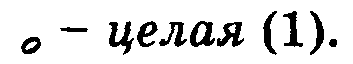 o – целая (1).